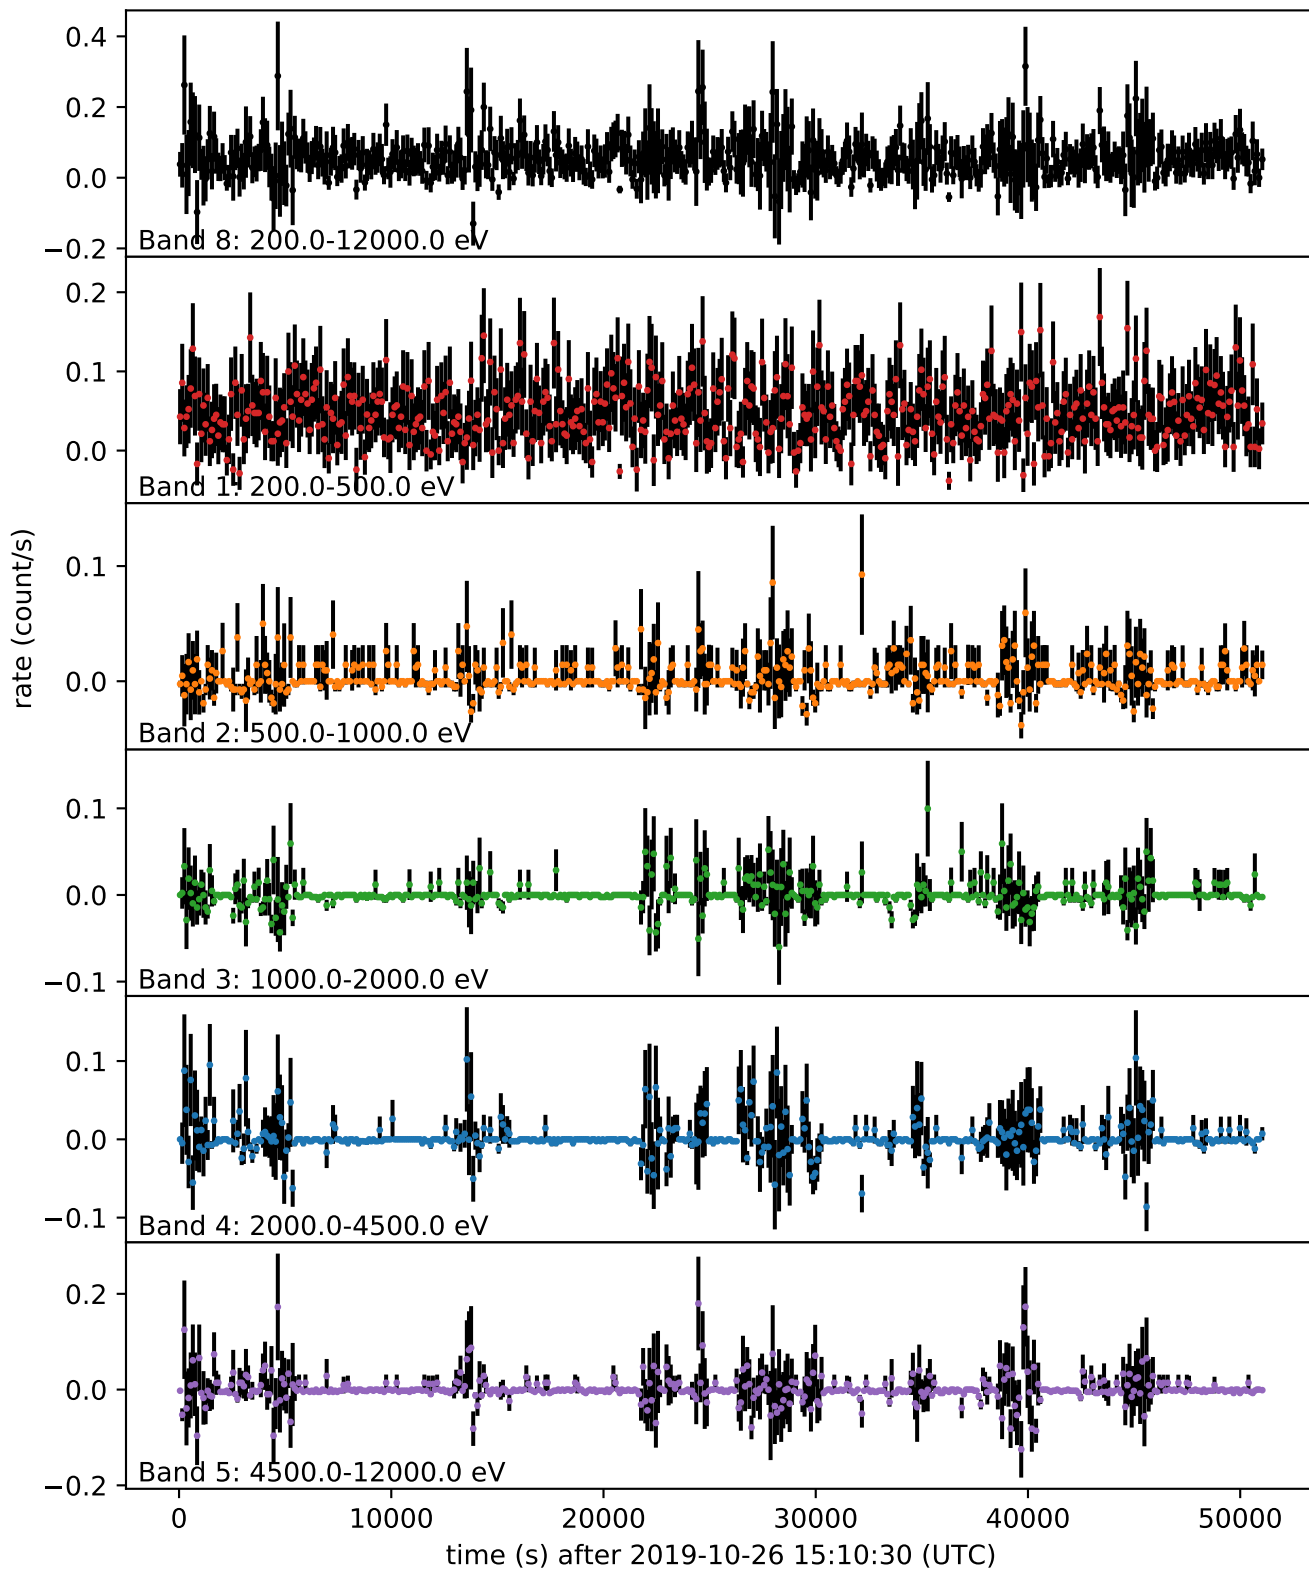 0.4
0.2
0.0
−0.2
Band 8: 200.0-12000.0 eV
0.2
0.1
0.0
Band 1: 200.0-500.0 eV
rate (count/s)
0.1
0.0
Band 2: 500.0-1000.0 eV
0.1
0.0
−0.1
Band 3: 1000.0-2000.0 eV
0.1
0.0
−0.1
Band 4: 2000.0-4500.0 eV
0.2
0.0
−0.2
Band 5: 4500.0-12000.0 eV
0 10000 20000 30000 40000 50000
time (s) after 2019-10-26 15:10:30 (UTC)